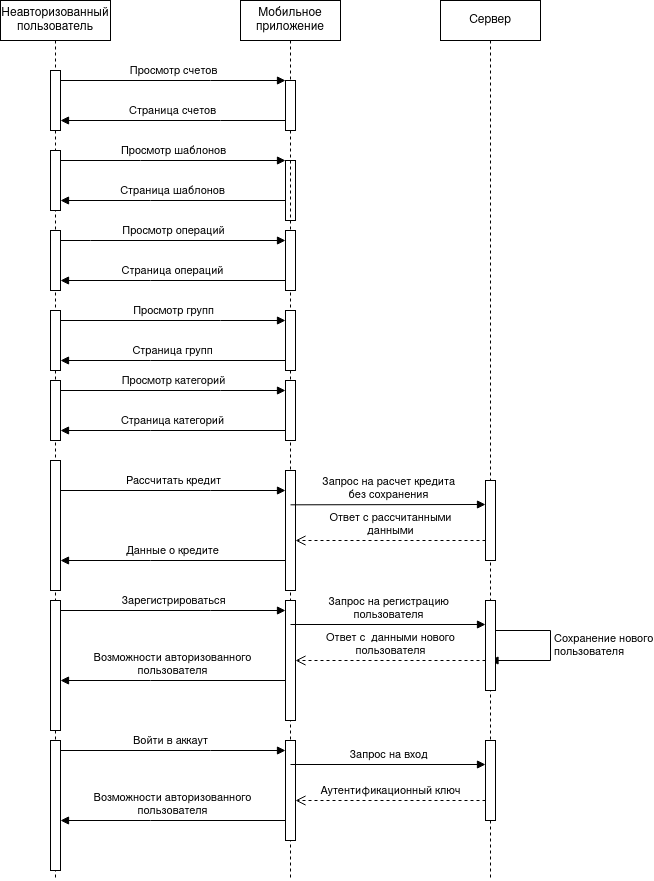 Неавторизованный
пользователь
Мобильное
приложение
Сервер
Просмотр счетов
Страница счетов
Просмотр шаблонов
Страница шаблонов
Просмотр операций
Страница операций
Просмотр групп
Страница групп
Просмотр категорий
Страница категорий
Рассчитать кредит
Запрос на расчет кредита
без сохранения
Ответ с рассчитанными
данными
Данные о кредите
Зарегистрироваться
Запрос на регистрацию
пользователя
Ответ с данными нового
пользователя
Сохранение нового
пользователя
Возможности авторизованного
пользователя
Войти в аккаут
Запрос на вход
Аутентификационный ключ
Возможности авторизованного
пользователя